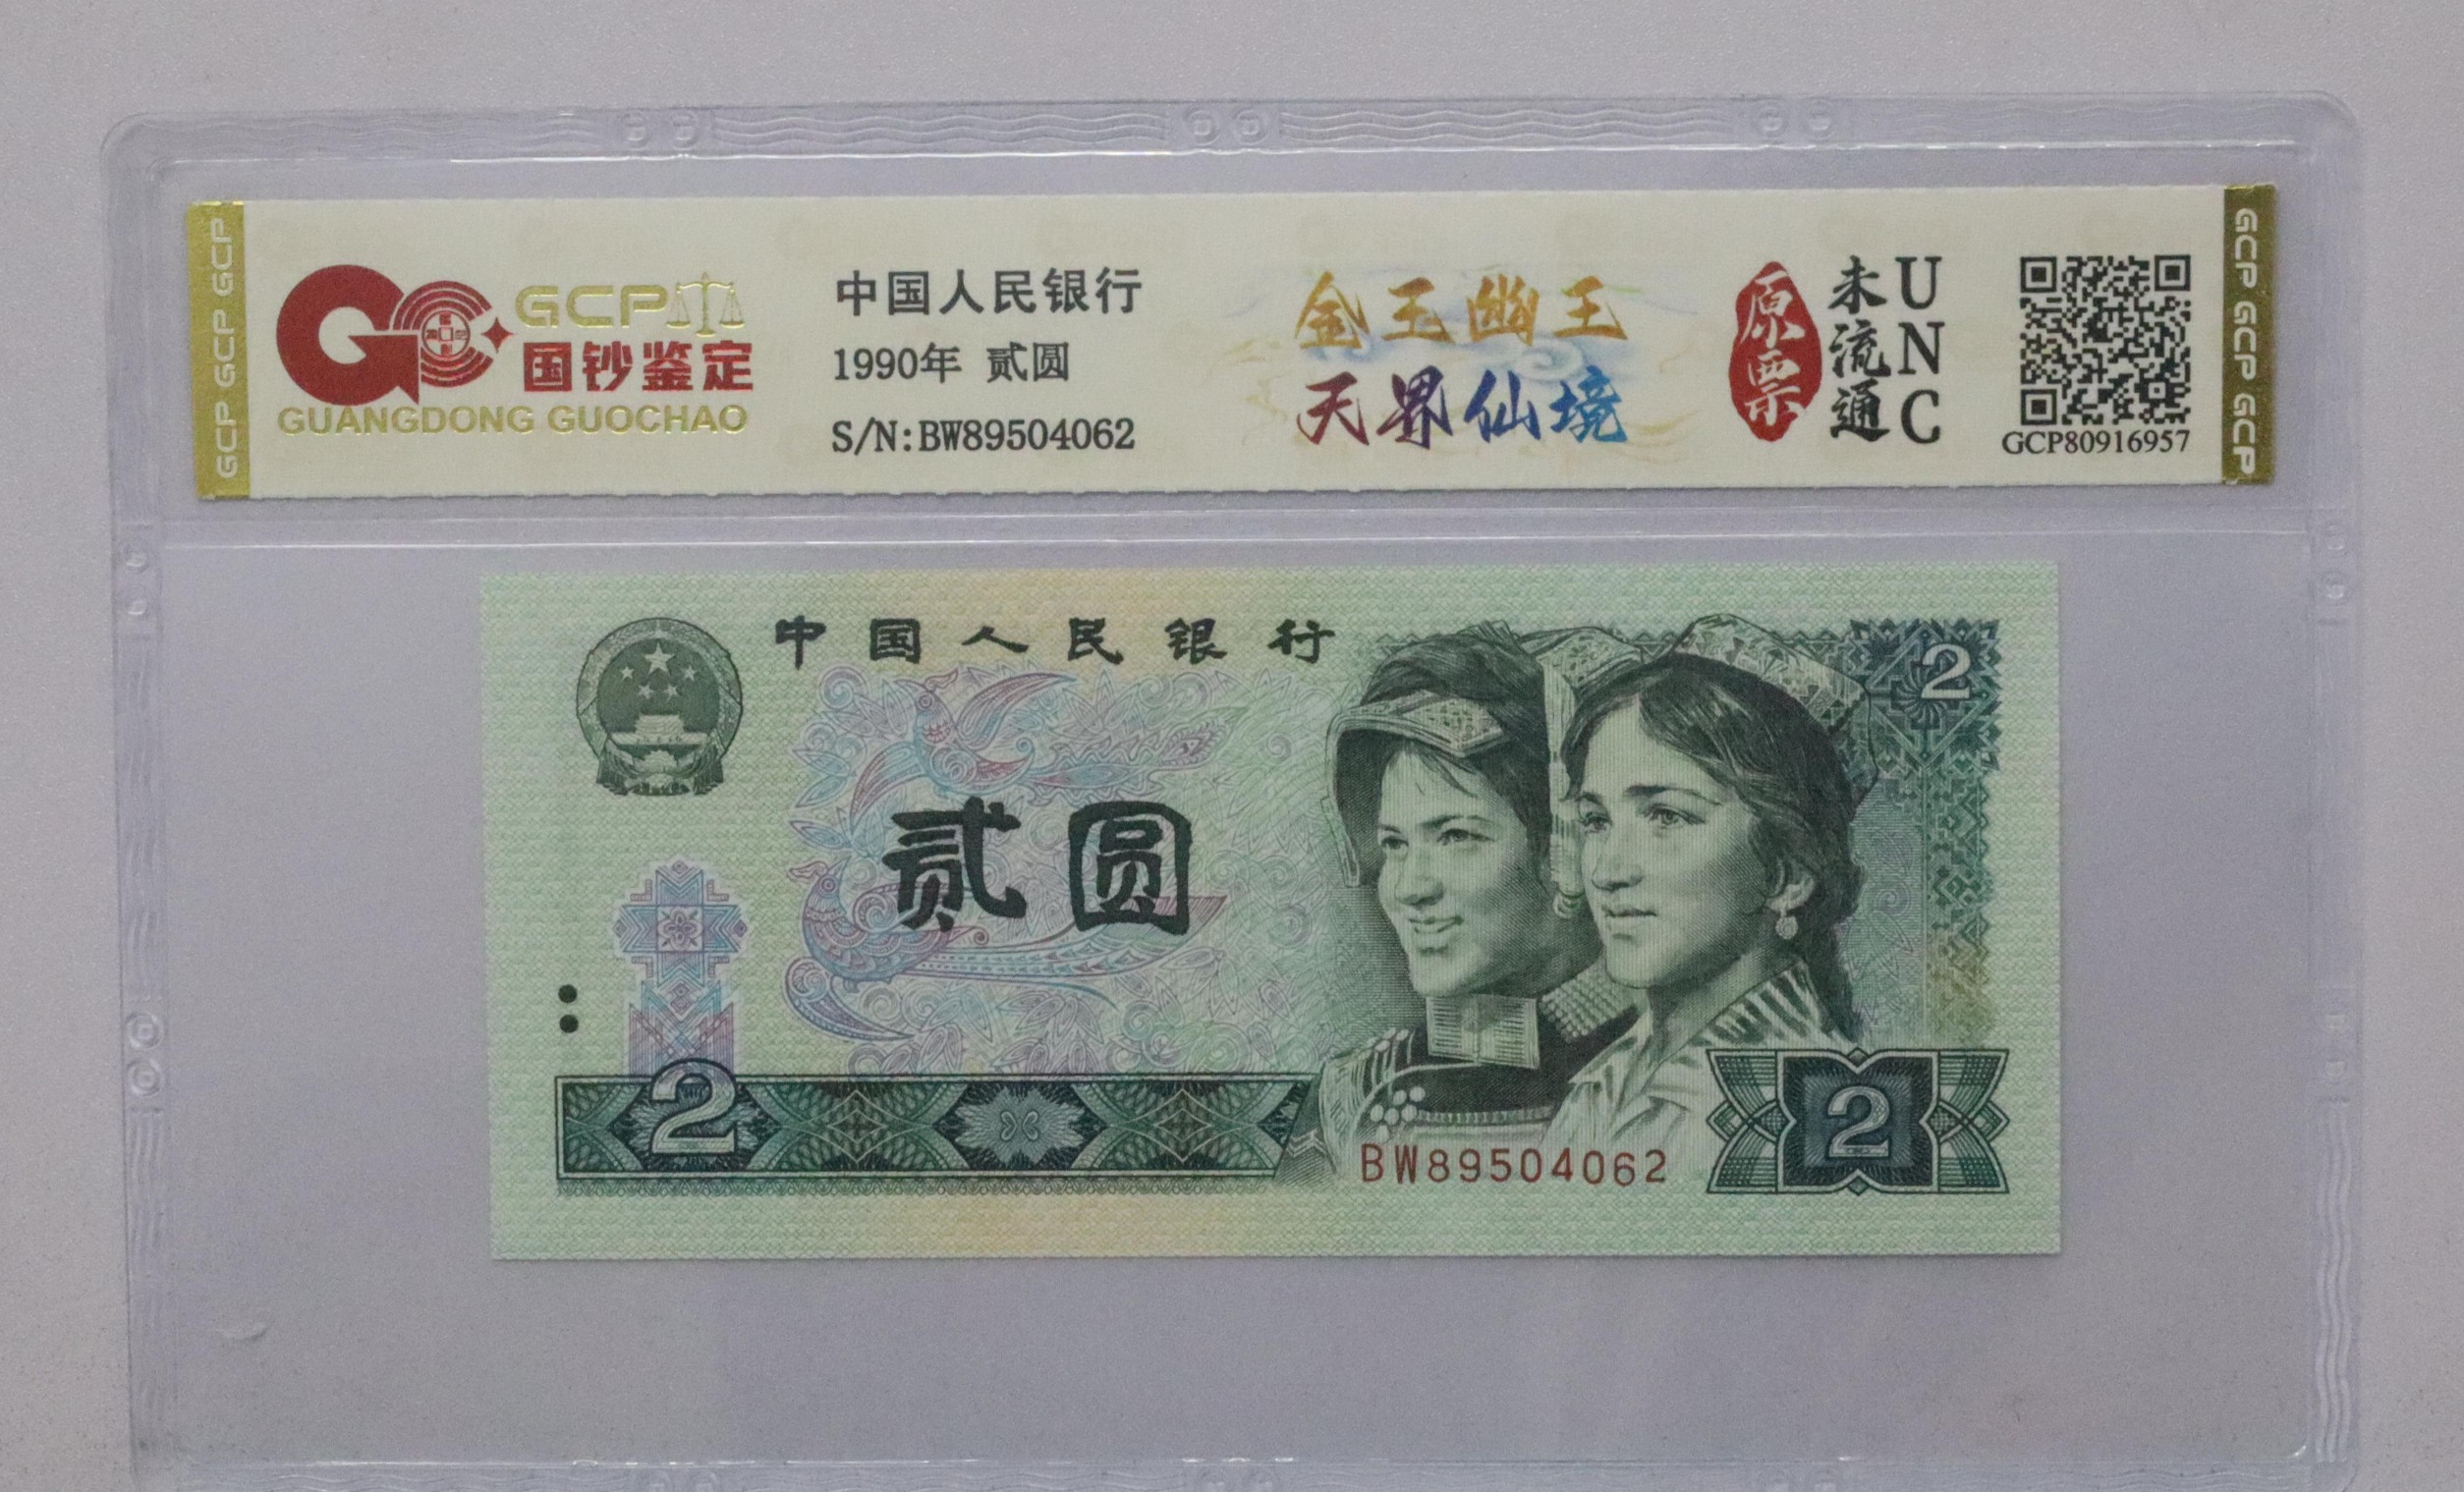 GCP GCP GCP
GCP
国钞鉴定
GUANGDONG GUOCHAO
中国人民银行
1990年 贰圆
S/N:BW89504062
金玉幽王
天界仙境
原票
未流通
UNC
GCP80916957
GCP GCP GCP
中国人民银行
2
贰圆
2
BW89504062
2